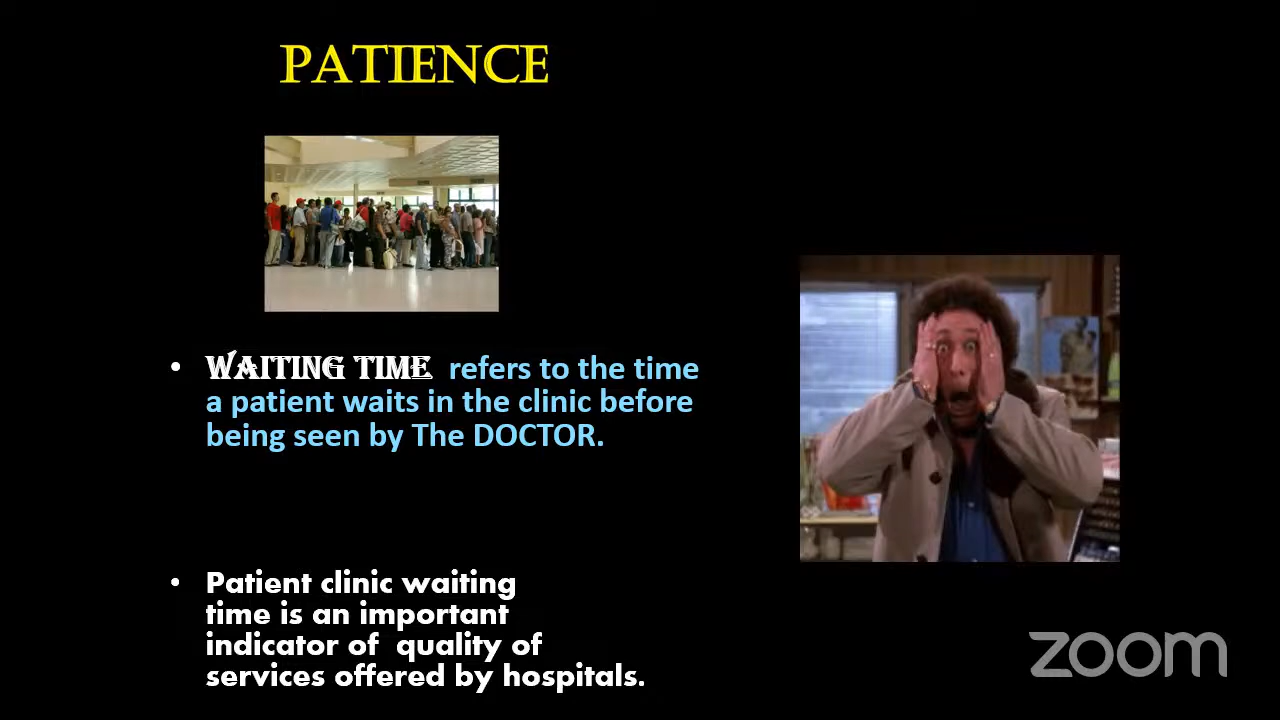 PATIENCE
• WAITING TIME refers to the time
a patient waits in the clinic before
being seen by The DOCTOR.
• Patient clinic waiting
time is an important
indicator of quality of
services offered by hospitals.
zoom